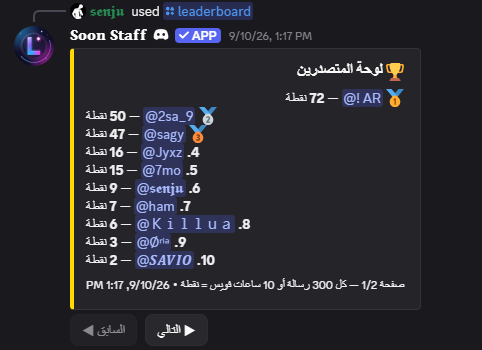 senju used leaderboard
Soon Staff APP 9/10/26, 1:17 PM
🏆 لوحة المتصدرين
🥇 @! AR — 72 نقطة
🥈 @2sa_9 — 50 نقطة
🥉 @sagy — 47 نقطة
4. @Jyxz — 16 نقطة
5. @7mo — 15 نقطة
6. @𝖘𝖊𝖓𝖏𝖚 — 9 نقطة
7. @ham — 7 نقطة
8. @K i l l u a — 6 نقطة
9. @Øʳⁱᵃ — 3 نقطة
10. @𝑺𝑨𝑽𝑰𝑶 — 2 نقطة
صفحة 1/2 — كل 300 رسالة أو 10 ساعات فويس = نقطة • 9/10/26, 1:17 PM
◀ السابق
التالي ▶